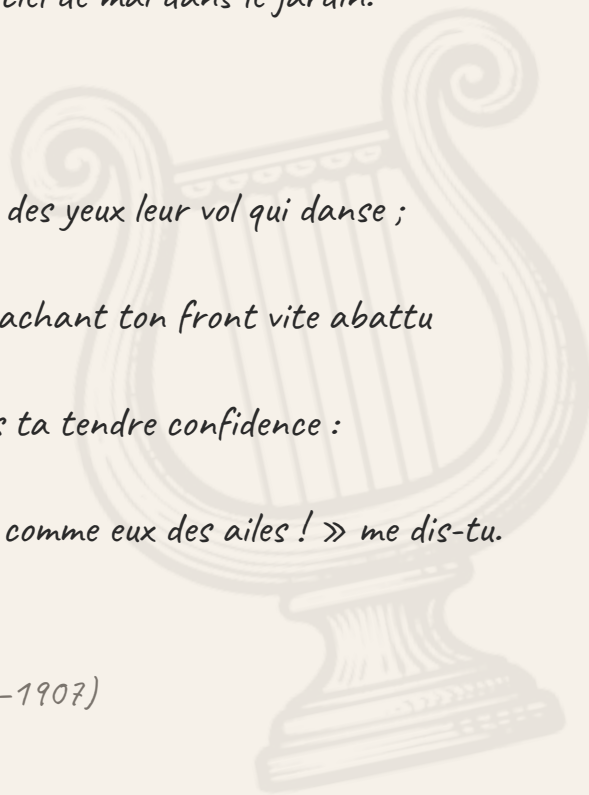 ciel de mai dans le jardin.
des yeux leur vol qui danse ;
achant ton front vite abattu
s ta tendre confidence :
comme eux des ailes ! » me dis-tu.
–1907)